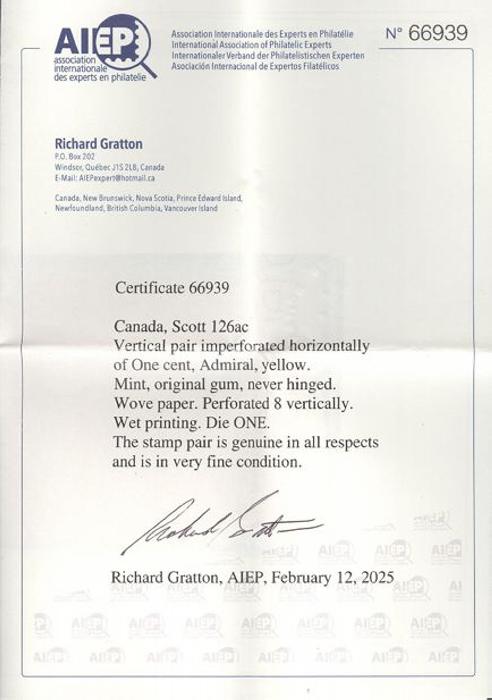 AIEP
association
internationale
des experts en philatelie
Association Internationale des Experts en Philatélie
International Association of Philatelic Experts
Internationaler Verband der Philatelistischen Experten
Asociación Internacional de Expertos Filatélicos
N° 66939
Richard Gratton
P.O. Box 202
Windsor, Québec J1S 2L8, Canada
E-Mail: AIEPexpert@hotmail.ca
Canada, New Brunswick, Nova Scotia, Prince Edward Island,
Newfoundland, British Columbia, Vancouver Island
Certificate 66939
Canada, Scott 126ac
Vertical pair imperforated horizontally
of One cent, Admiral, yellow.
Mint, original gum, never hinged.
Wove paper. Perforated 8 vertically.
Wet printing. Die ONE.
The stamp pair is genuine in all respects
and is in very fine condition.
Richard Gratton
Richard Gratton, AIEP, February 12, 2025